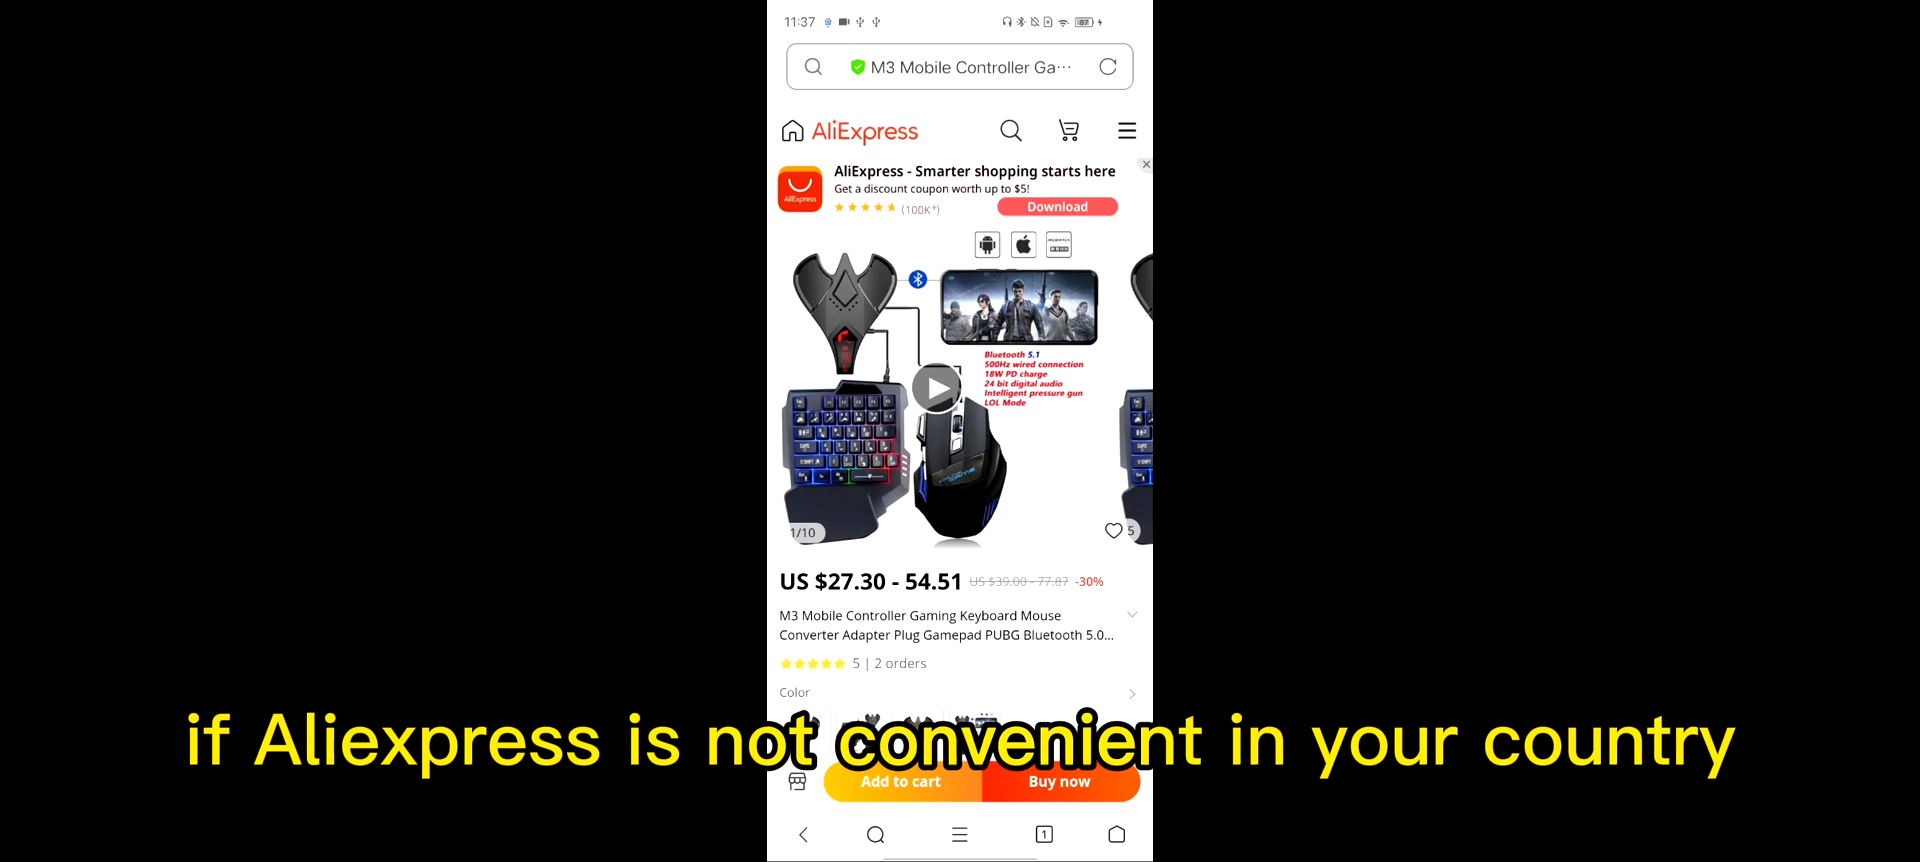 11:37
87
M3 Mobile Controller Ga···
AliExpress
AliExpress - Smarter shopping starts here
Get a discount coupon worth up to $5!
AliExpress
(100K+)
Download
Bluetooth 5.1
500Hz wired connection
18W PD charge
24 bit digital audio
Intelligent pressure gun
LOL Mode
1/10
5
US $27.30 - 54.51 US $39.00 - 77.87 -30%
M3 Mobile Controller Gaming Keyboard Mouse
Converter Adapter Plug Gamepad PUBG Bluetooth 5.0...
5 | 2 orders
Color
if Aliexpress is not convenient in your country
Add to cart
Buy now
1